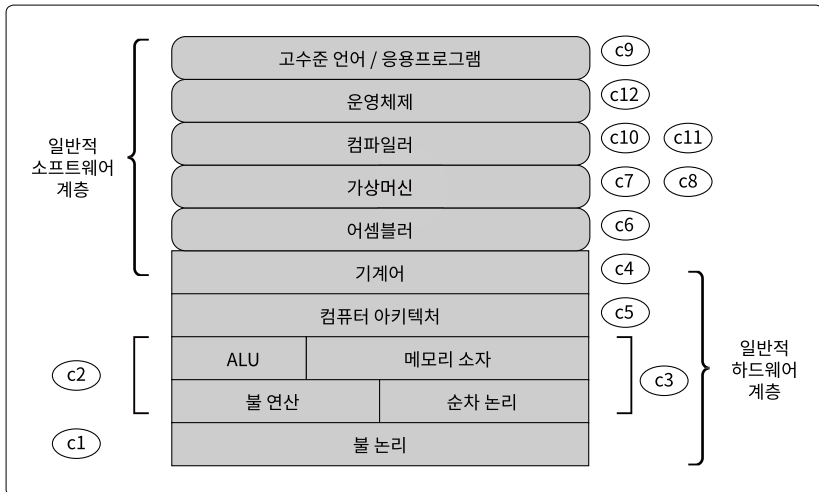 고수준 언어 / 응용프로그램
c9
운영체제
c12
컴파일러
c10
c11
일반적
소프트웨어
계층
가상머신
c7
c8
어셈블러
c6
기계어
c4
컴퓨터 아키텍처
c5
ALU
메모리 소자
c2
c3
불 연산
순차 논리
일반적
하드웨어
계층
c1
불 논리